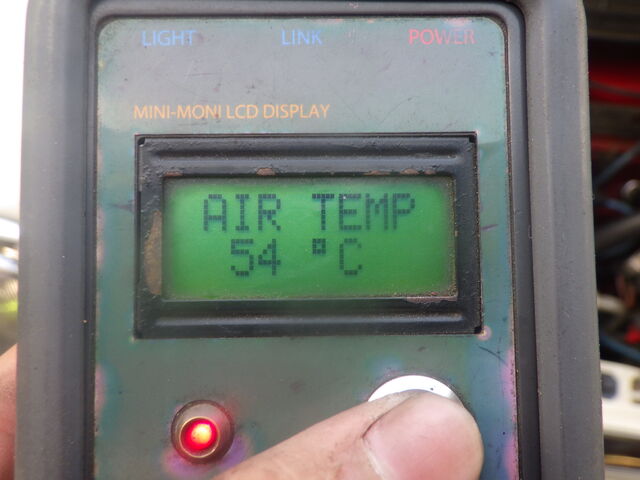 LIGHT LINK POWER
MINI-MONI LCD DISPLAY
AIR TEMP
54 °C